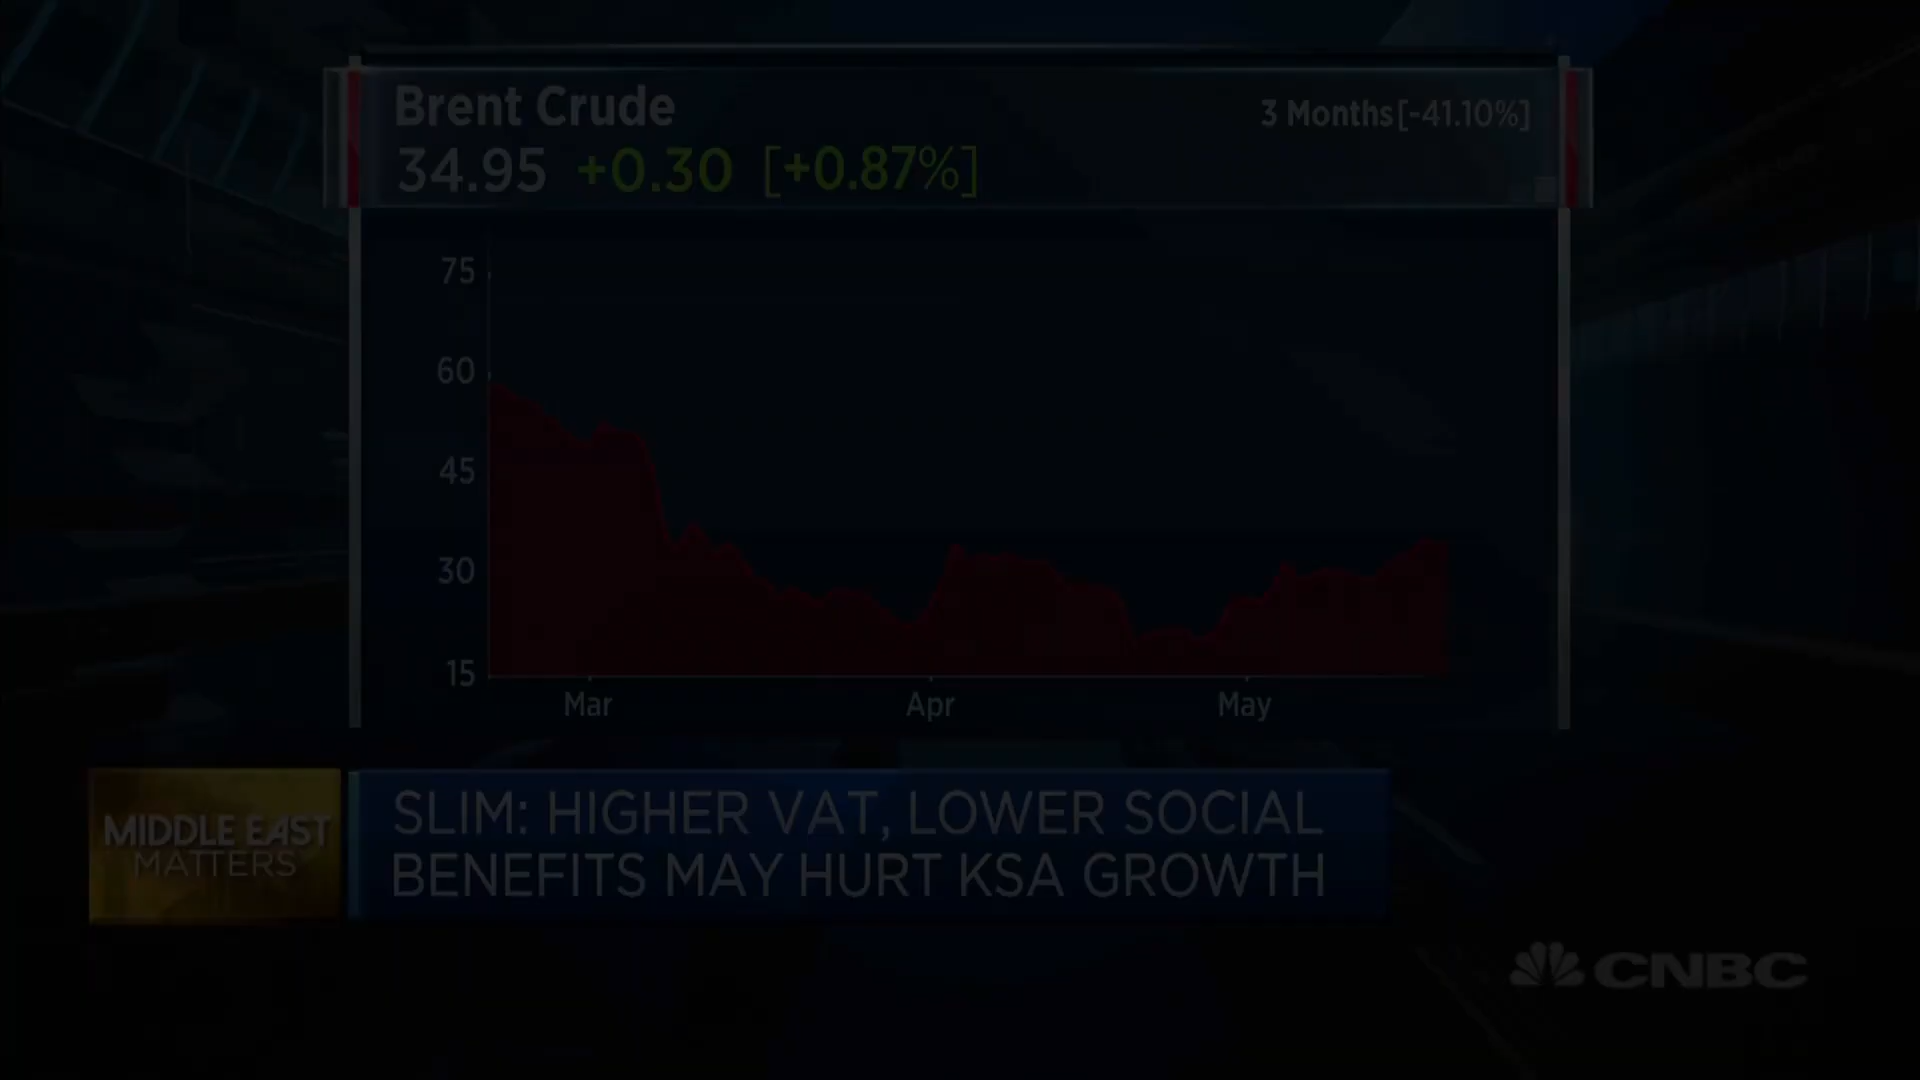 Brent Crude
3 Months[-41.10%]
34.95 +0.30 [+0.87%]
75
60
45
30
15
Mar Apr May
MIDDLE EAST
MATTERS
SLIM: HIGHER VAT, LOWER SOCIAL
BENEFITS MAY HURT KSA GROWTH
CNBC